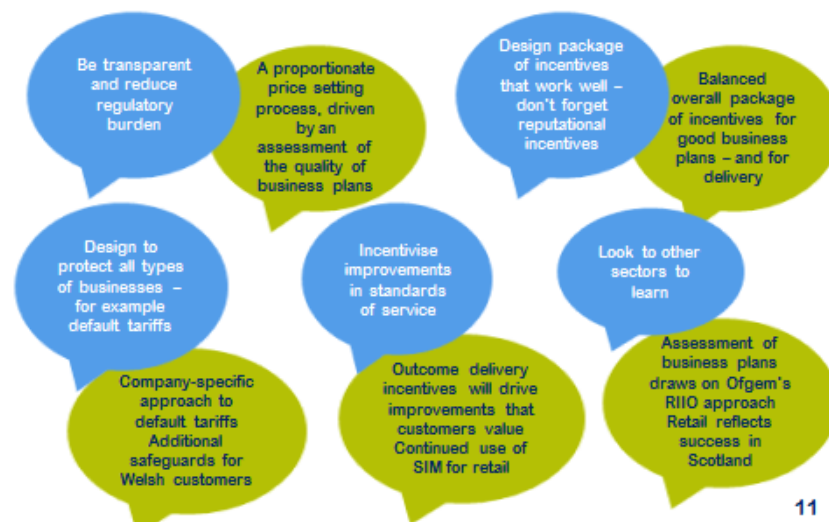 Be transparent
and reduce
regulatory
burden
A proportionate
price setting
process, driven
by an
assessment of
the quality of
business plans
Design package
of incentives
that work well –
don't forget
reputational
incentives
Balanced
overall package
of incentives for
good business
plans – and for
delivery
Design to
protect all types
of businesses –
for example
default tariffs
Company-specific
approach to
default tariffs
Additional
safeguards for
Welsh customers
Incentivise
improvements
in standards
of service
Outcome delivery
incentives will drive
improvements that
customers value
Continued use of
SIM for retail
Look to other
sectors to
learn
Assessment of
business plans
draws on Ofgem's
RIIO approach
Retail reflects
success in
Scotland
11